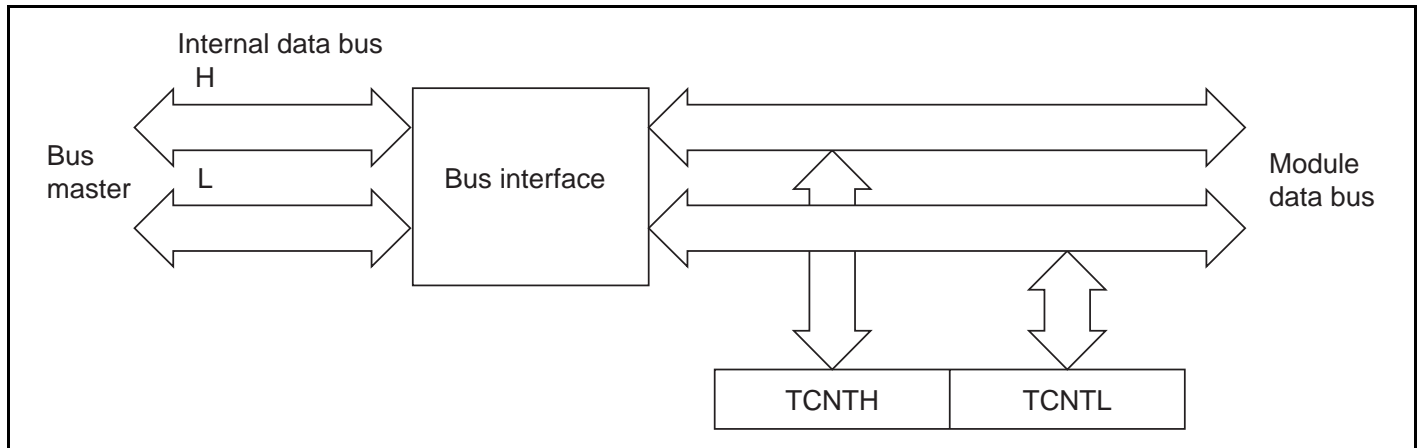 Internal data bus
H
Bus
master
L
Bus interface
Module
data bus
TCNTH
TCNTL